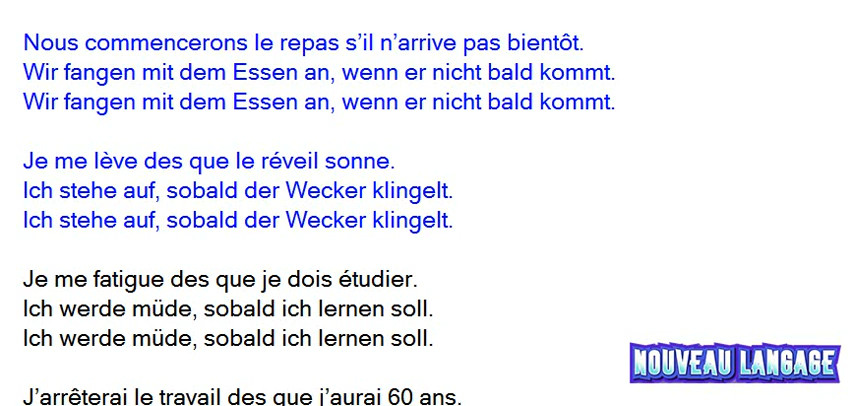 Nous commencerons le repas s’il n’arrive pas bientôt.
Wir fangen mit dem Essen an, wenn er nicht bald kommt.
Wir fangen mit dem Essen an, wenn er nicht bald kommt.
Je me lève des que le réveil sonne.
Ich stehe auf, sobald der Wecker klingelt.
Ich stehe auf, sobald der Wecker klingelt.
Je me fatigue des que je dois étudier.
Ich werde müde, sobald ich lernen soll.
Ich werde müde, sobald ich lernen soll.
NOUVEAU LANGAGE
J’arrêterai le travail des que j’aurai 60 ans.